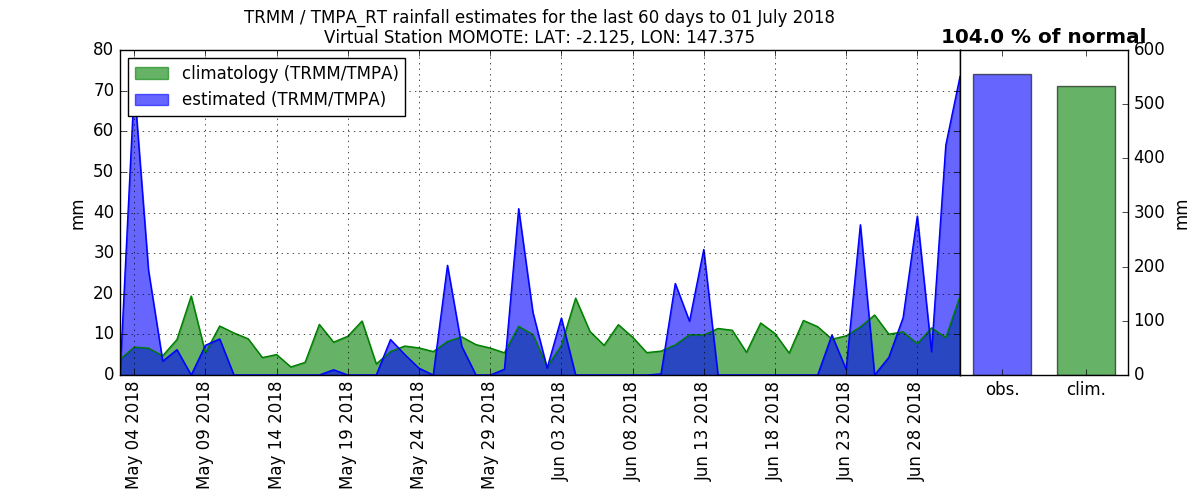 TRMM / TMPA_RT rainfall estimates for the last 60 days to 01 July 2018
Virtual Station MOMOTE: LAT: -2.125, LON: 147.375
104.0 % of normal
climatology (TRMM/TMPA)
estimated (TRMM/TMPA)
80
70
60
50
40
30
20
10
0
mm
May 04 2018
May 09 2018
May 14 2018
May 19 2018
May 24 2018
May 29 2018
Jun 03 2018
Jun 08 2018
Jun 13 2018
Jun 18 2018
Jun 23 2018
Jun 28 2018
obs.
clim.
600
500
400
300
200
100
0
mm